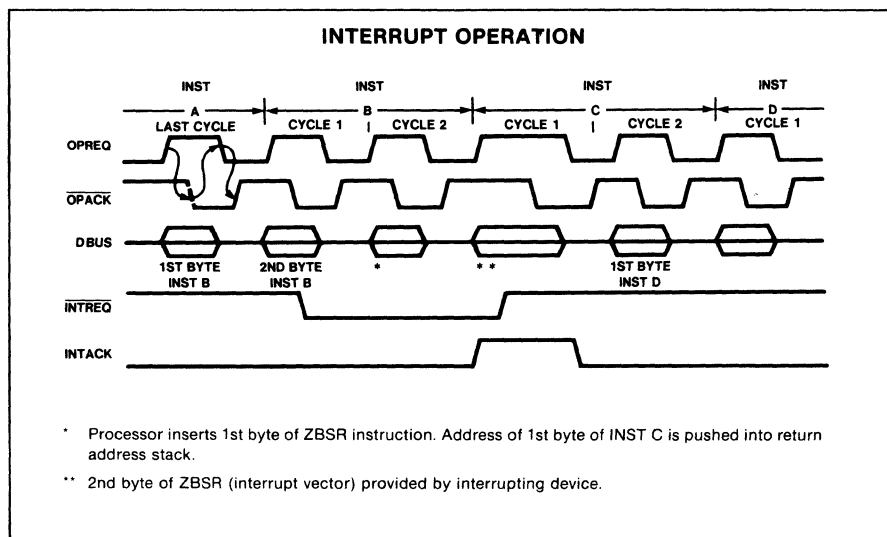 INTERRUPT OPERATION
INST INST INST INST
A B C D
LAST CYCLE CYCLE 1 CYCLE 2 CYCLE 1 CYCLE 2 CYCLE 1
OPREQ
OPACK
DBUS
1ST BYTE 2ND BYTE * ** 1ST BYTE
INST B INST B INST D
INTREQ
INTACK
* Processor inserts 1st byte of ZBSR instruction. Address of 1st byte of INST C is pushed into return
address stack.
** 2nd byte of ZBSR (interrupt vector) provided by interrupting device.